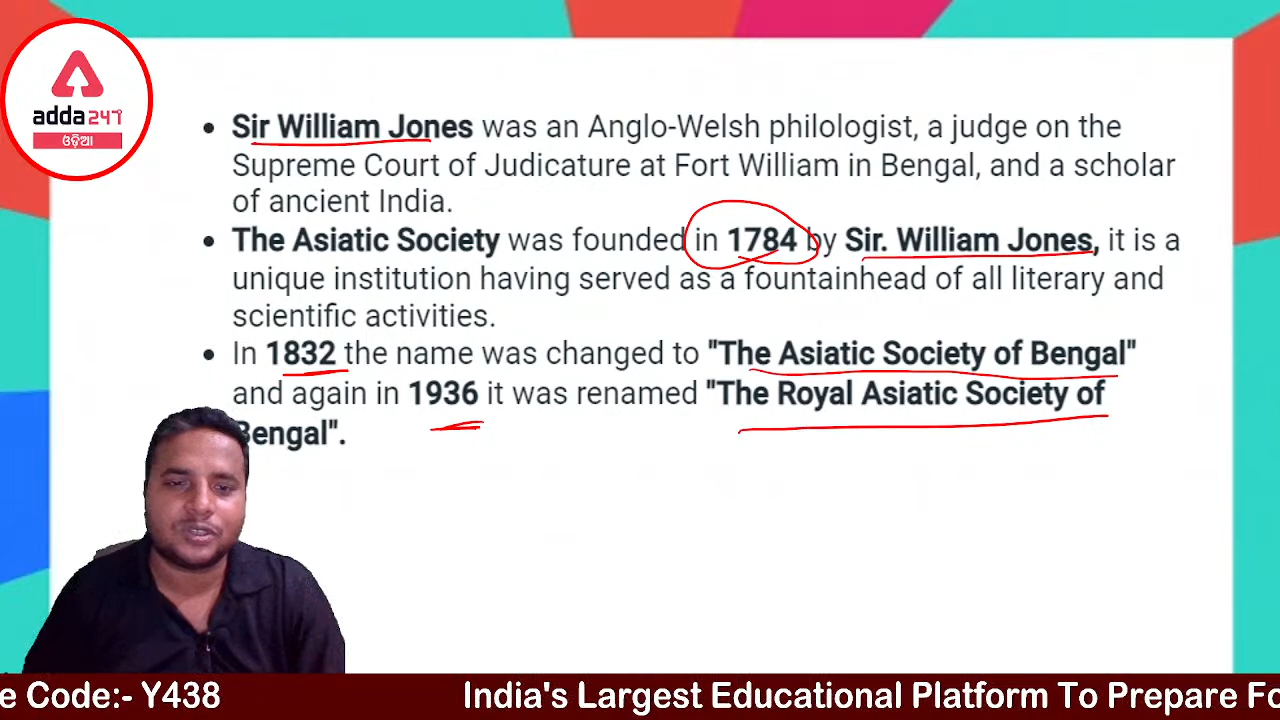 adda247
ଓଡ଼ିଆ
Sir William Jones was an Anglo-Welsh philologist, a judge on the
Supreme Court of Judicature at Fort William in Bengal, and a scholar
of ancient India.
The Asiatic Society was founded in 1784 by Sir. William Jones, it is a
unique institution having served as a fountainhead of all literary and
scientific activities.
In 1832 the name was changed to "The Asiatic Society of Bengal"
and again in 1936 it was renamed "The Royal Asiatic Society of
Bengal".
e Code:- Y438 India's Largest Educational Platform To Prepare Fo